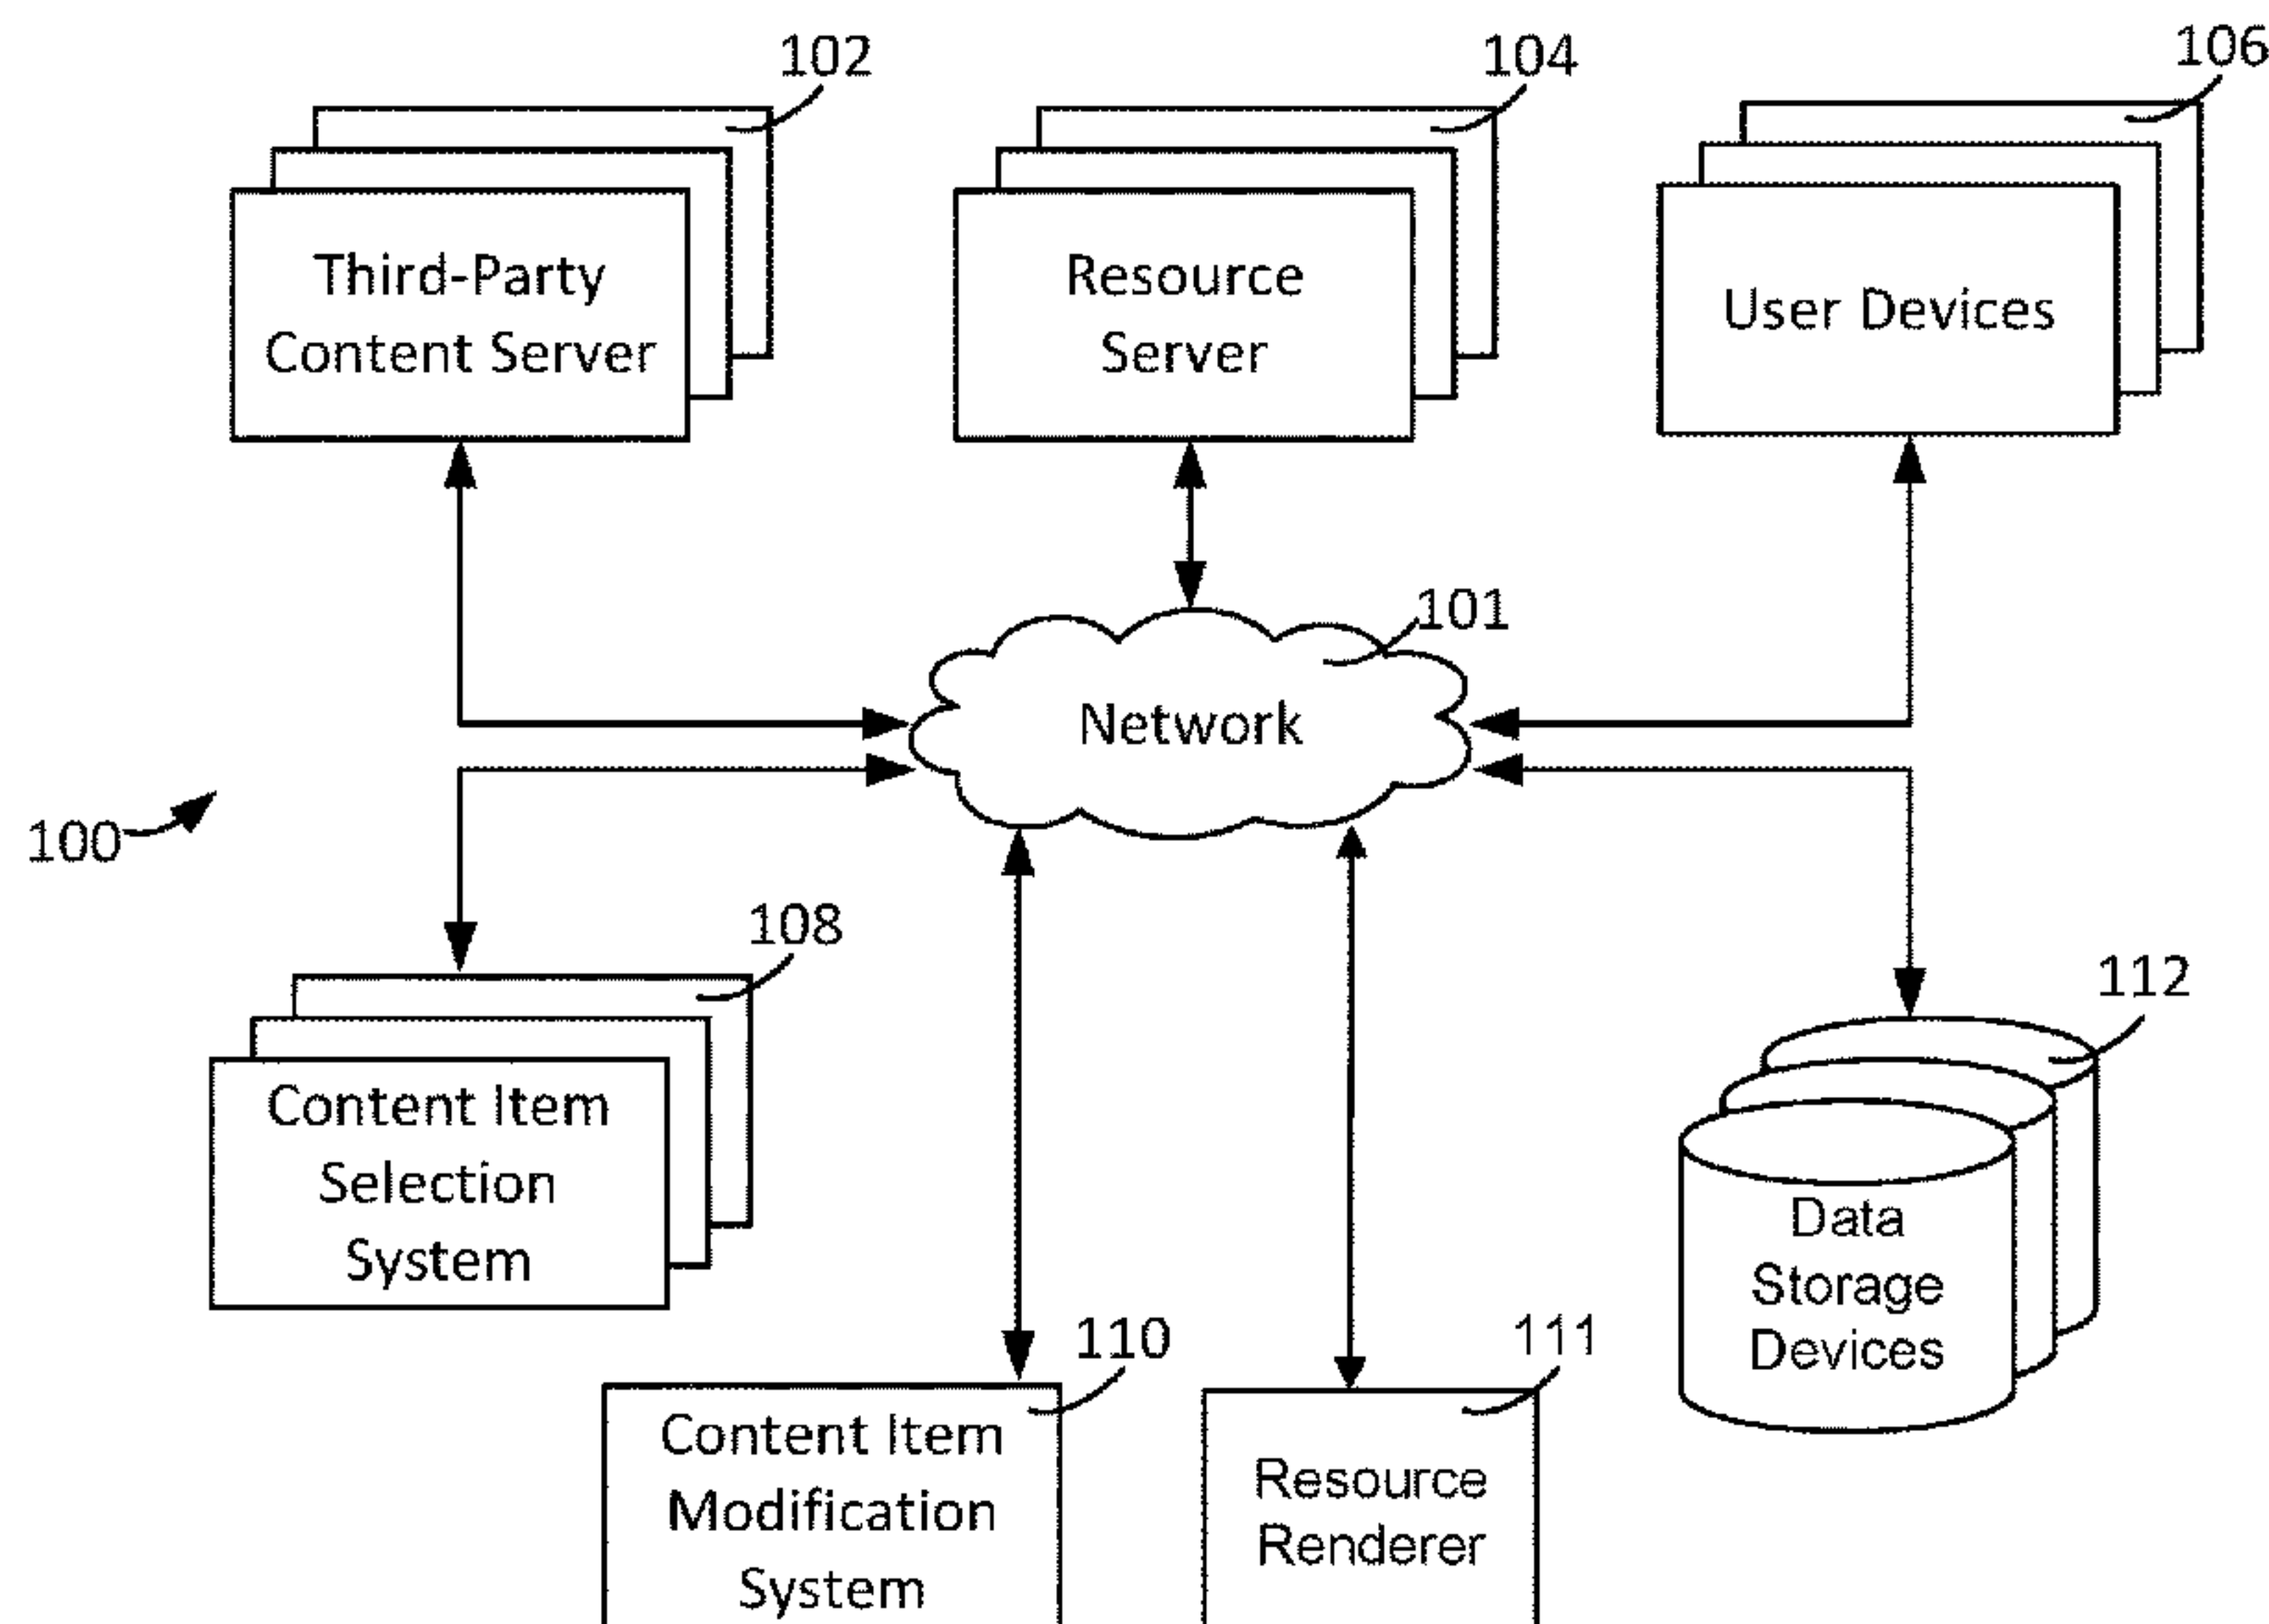 102
104
106
Third-Party
Content Server
Resource
Server
User Devices
101
Network
100
108
112
Content Item
Selection
System
Data
Storage
Devices
110
111
Content Item
Modification
System
Resource
Renderer